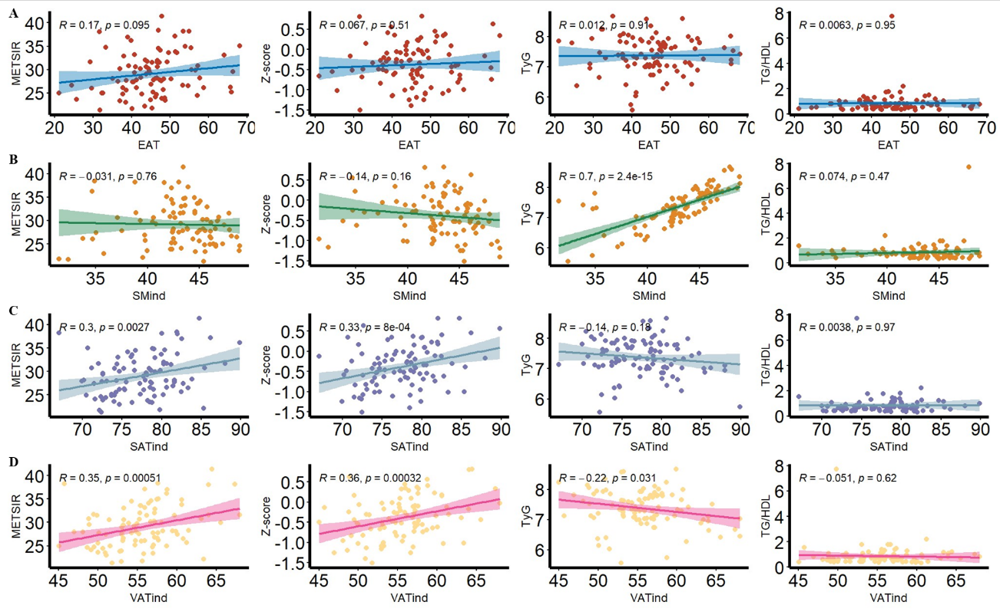 A
METSIR
40
35
30
25
R = 0.17, p = 0.095
20 30 40 50 60 70
EAT
Z-score
0.5
0.0
-0.5
-1.0
-1.5
R = 0.067, p = 0.51
20 30 40 50 60 70
EAT
TyG
8
7
6
R = 0.012, p = 0.91
20 30 40 50 60 70
EAT
TG/HDL
8
6
4
2
0
R = 0.0063, p = 0.95
20 30 40 50 60 70
EAT
B
METSIR
40
35
30
25
R = −0.031, p = 0.76
35 40 45
SMind
Z-score
0.5
0.0
-0.5
-1.0
-1.5
R = −0.14, p = 0.16
35 40 45
SMind
TyG
8
7
6
R = 0.7, p = 2.4e-15
35 40 45
SMind
TG/HDL
8
6
4
2
0
R = 0.074, p = 0.47
35 40 45
SMind
C
METSIR
40
35
30
25
R = 0.3, p = 0.0027
70 75 80 85 90
SATind
Z-score
0.5
0.0
-0.5
-1.0
-1.5
R = 0.33, p = 8e-04
70 75 80 85 90
SATind
TyG
8
7
6
R = −0.14, p = 0.18
70 75 80 85 90
SATind
TG/HDL
8
6
4
2
0
R = 0.0038, p = 0.97
70 75 80 85 90
SATind
D
METSIR
40
35
30
25
R = 0.35, p = 0.00051
45 50 55 60 65
VATind
Z-score
0.5
0.0
-0.5
-1.0
-1.5
R = 0.36, p = 0.00032
45 50 55 60 65
VATind
TyG
8
7
6
R = −0.22, p = 0.031
45 50 55 60 65
VATind
TG/HDL
8
6
4
2
0
R = −0.051, p = 0.62
45 50 55 60 65
VATind